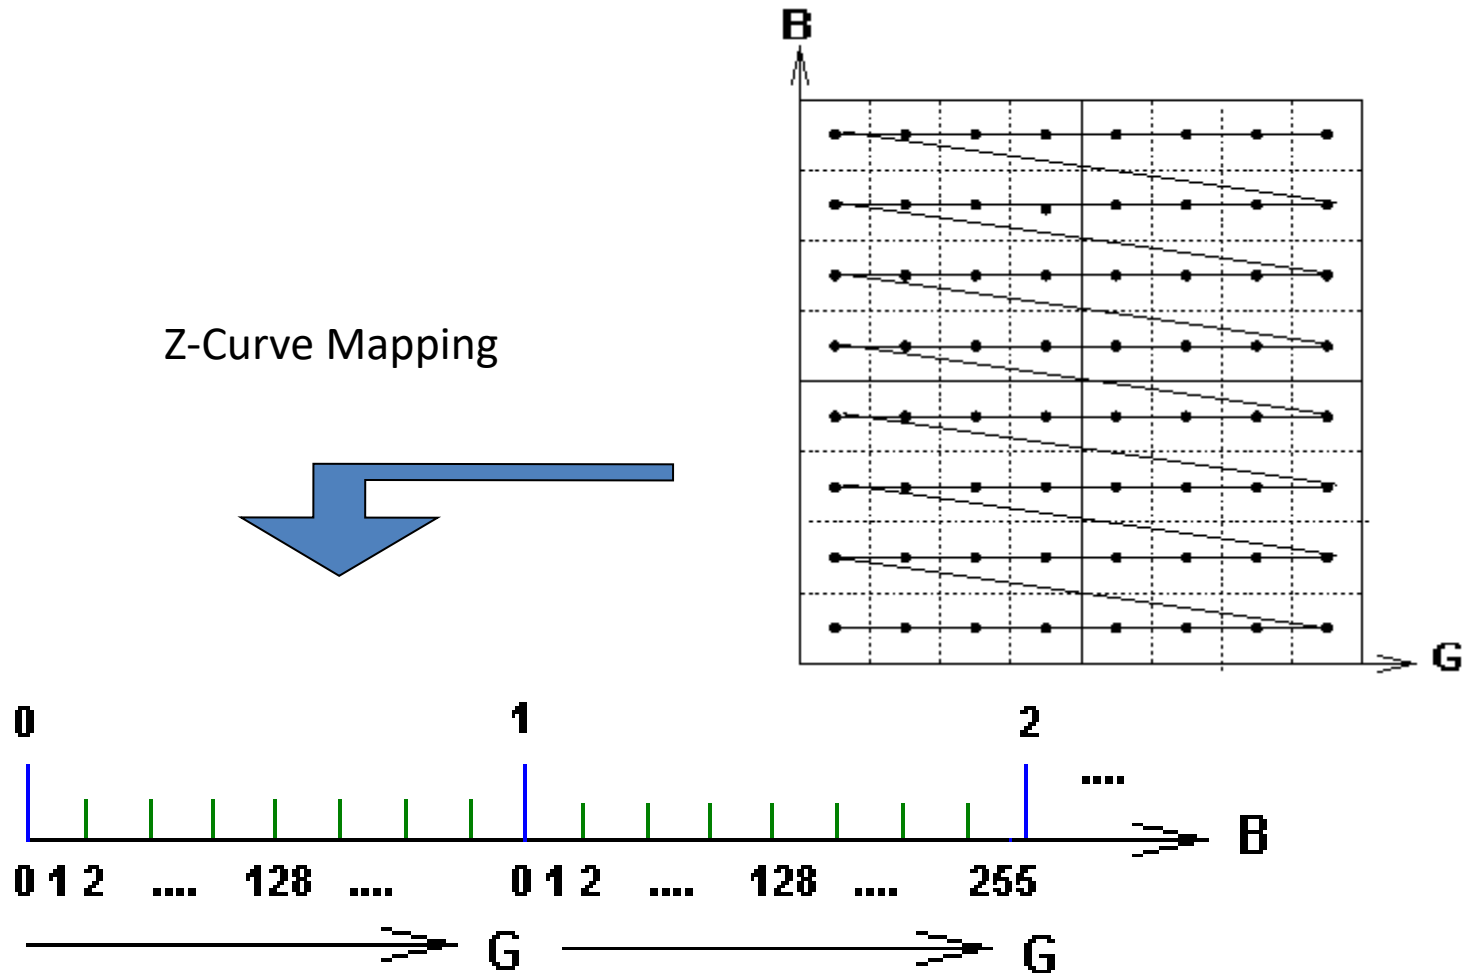 B
Z-Curve Mapping
G
0 1 2
....
B
0 1 2 .... 128 .... 0 1 2 .... 128 .... 255
G G